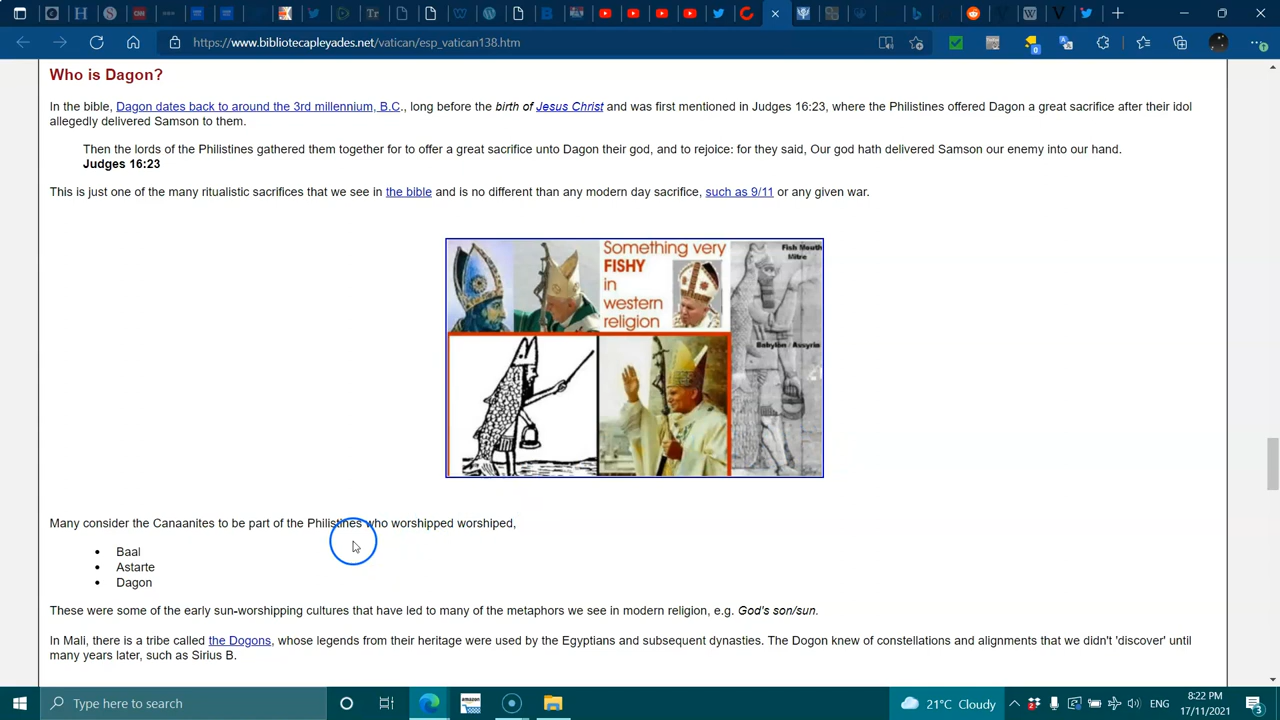 https://www.bibliotecapleyades.net/vatican/esp_vatican138.htm
Who is Dagon?
In the bible, Dagon dates back to around the 3rd millennium, B.C., long before the birth of Jesus Christ and was first mentioned in Judges 16:23, where the Philistines offered Dagon a great sacrifice after their idol
allegedly delivered Samson to them.
Then the lords of the Philistines gathered them together for to offer a great sacrifice unto Dagon their god, and to rejoice: for they said, Our god hath delivered Samson our enemy into our hand.
Judges 16:23
This is just one of the many ritualistic sacrifices that we see in the bible and is no different than any modern day sacrifice, such as 9/11 or any given war.
Something very
FISHY
in
western
religion
Fish Mouth
Mitre
Babylon / Assyria
Many consider the Canaanites to be part of the Philistines who worshipped worshiped,
• Baal
• Astarte
• Dagon
These were some of the early sun-worshipping cultures that have led to many of the metaphors we see in modern religion, e.g. God's son/sun.
In Mali, there is a tribe called the Dogons, whose legends from their heritage were used by the Egyptians and subsequent dynasties. The Dogon knew of constellations and alignments that we didn't 'discover' until
many years later, such as Sirius B.
Type here to search
21°C Cloudy
ENG
8:22 PM
17/11/2021